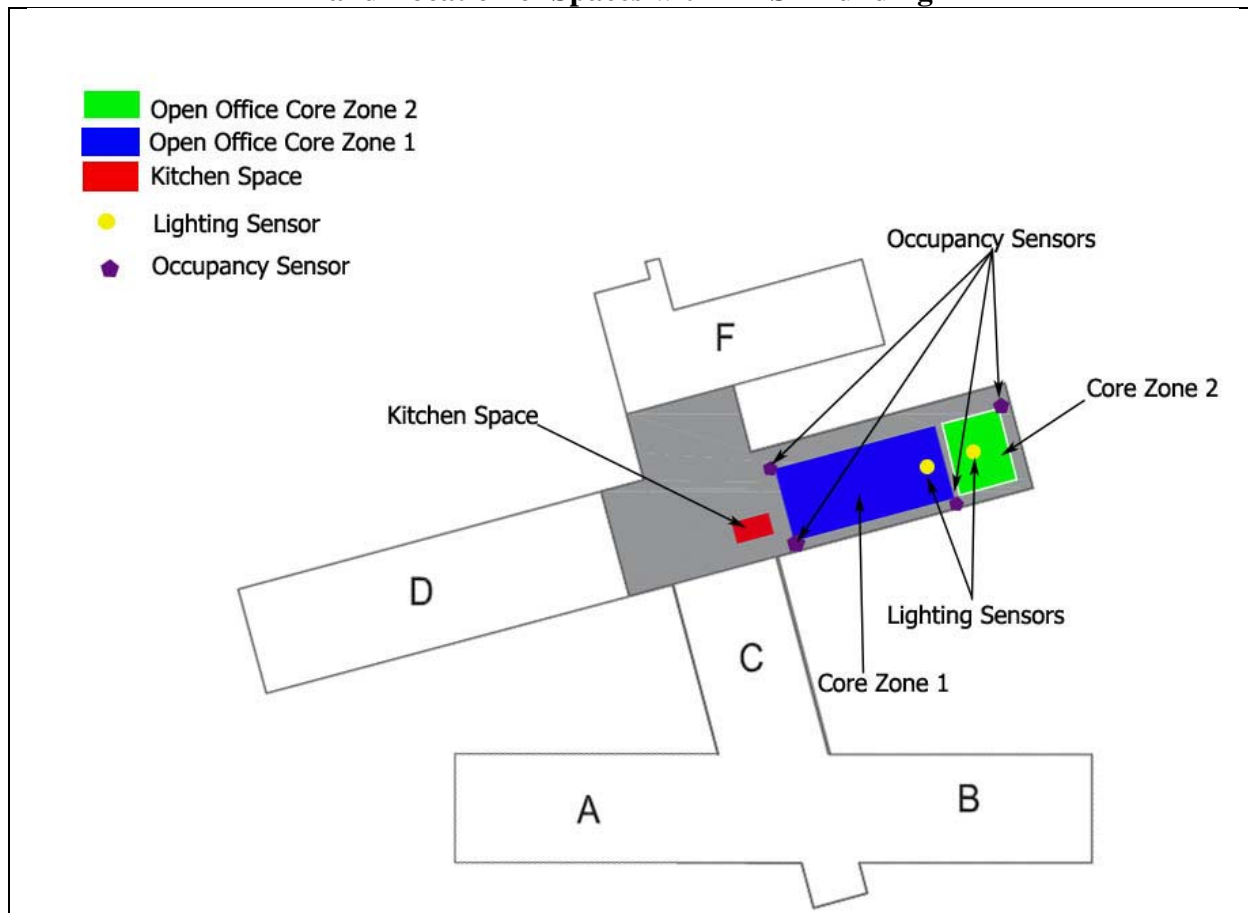 Open Office Core Zone 2
Open Office Core Zone 1
Kitchen Space
Lighting Sensor
Occupancy Sensor
Occupancy Sensors
F
Core Zone 2
Kitchen Space
D
Lighting Sensors
C
Core Zone 1
A
B